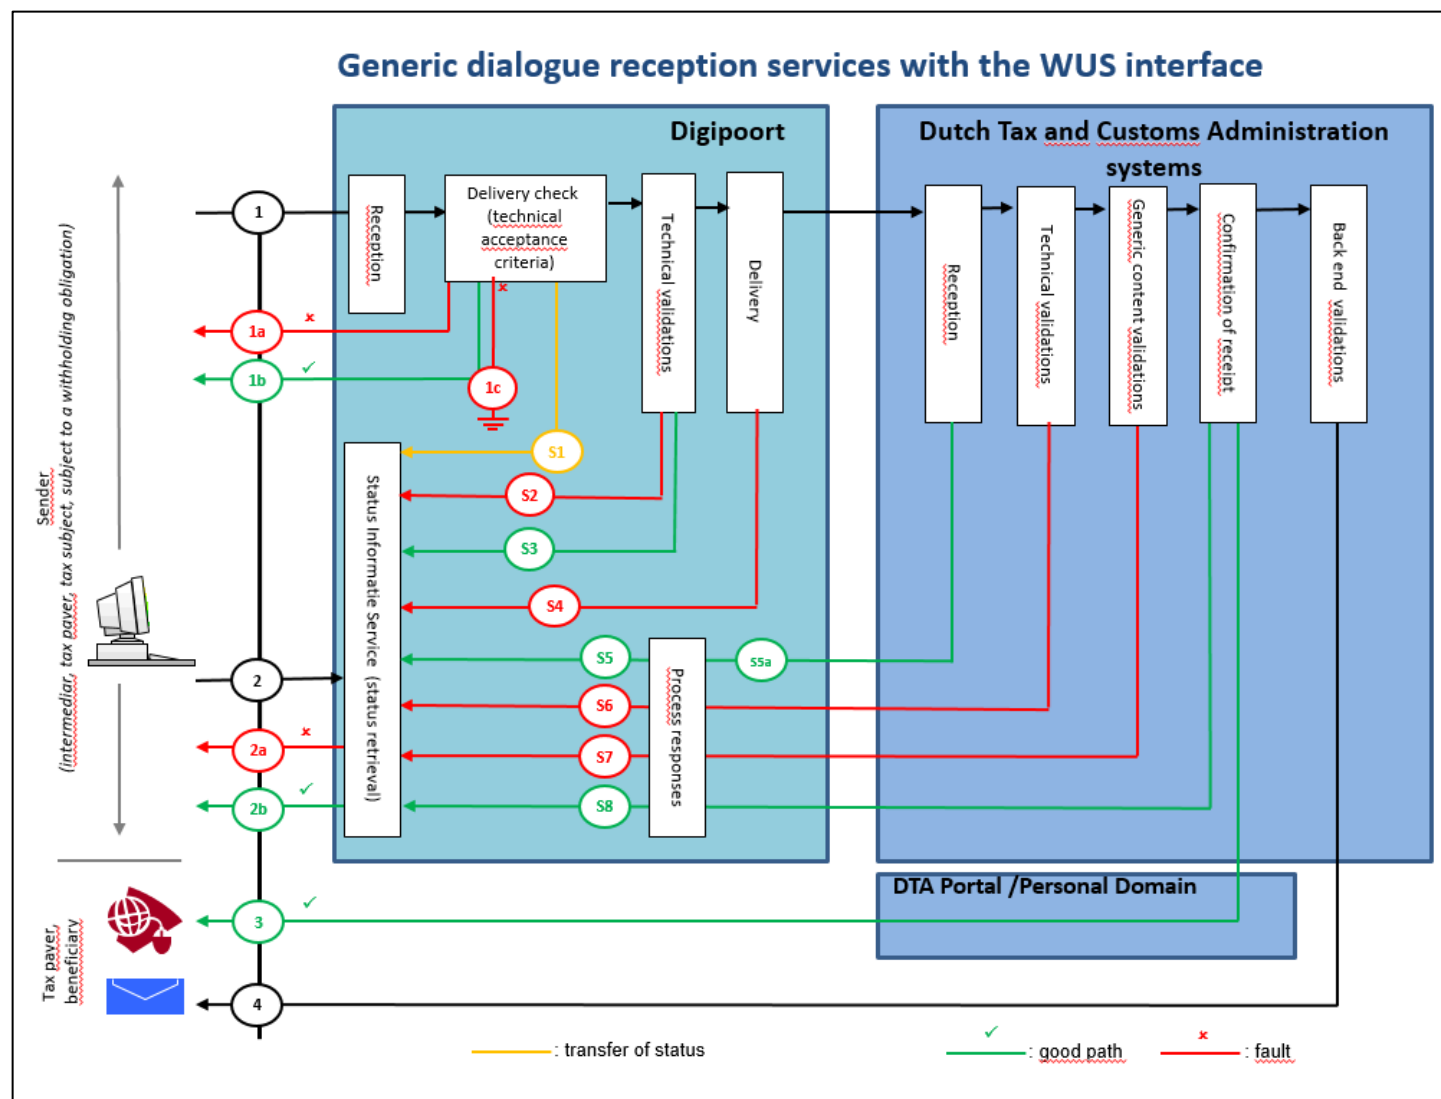 Generic dialogue reception services with the WUS interface
Digipoort
Dutch Tax and Customs Administration
systems
Sender
(intermediar, tax payer, tax subject, subject to a withholding obligation)
1
Reception
Delivery check
(technical
acceptance
criteria)
Technical validations
Delivery
Reception
Technical validations
Generic content validations
Confirmation of receipt
Back end validations
1a
x
1b
✓
1c
x
S1
S2
S3
S4
S5
S5a
S6
S7
S8
Status Informatie Service (status retrieval)
Process responses
2
2a
x
2b
✓
DTA Portal /Personal Domain
Tax payer,
beneficiary
3
✓
4
: transfer of status
✓
: good path
x
: fault